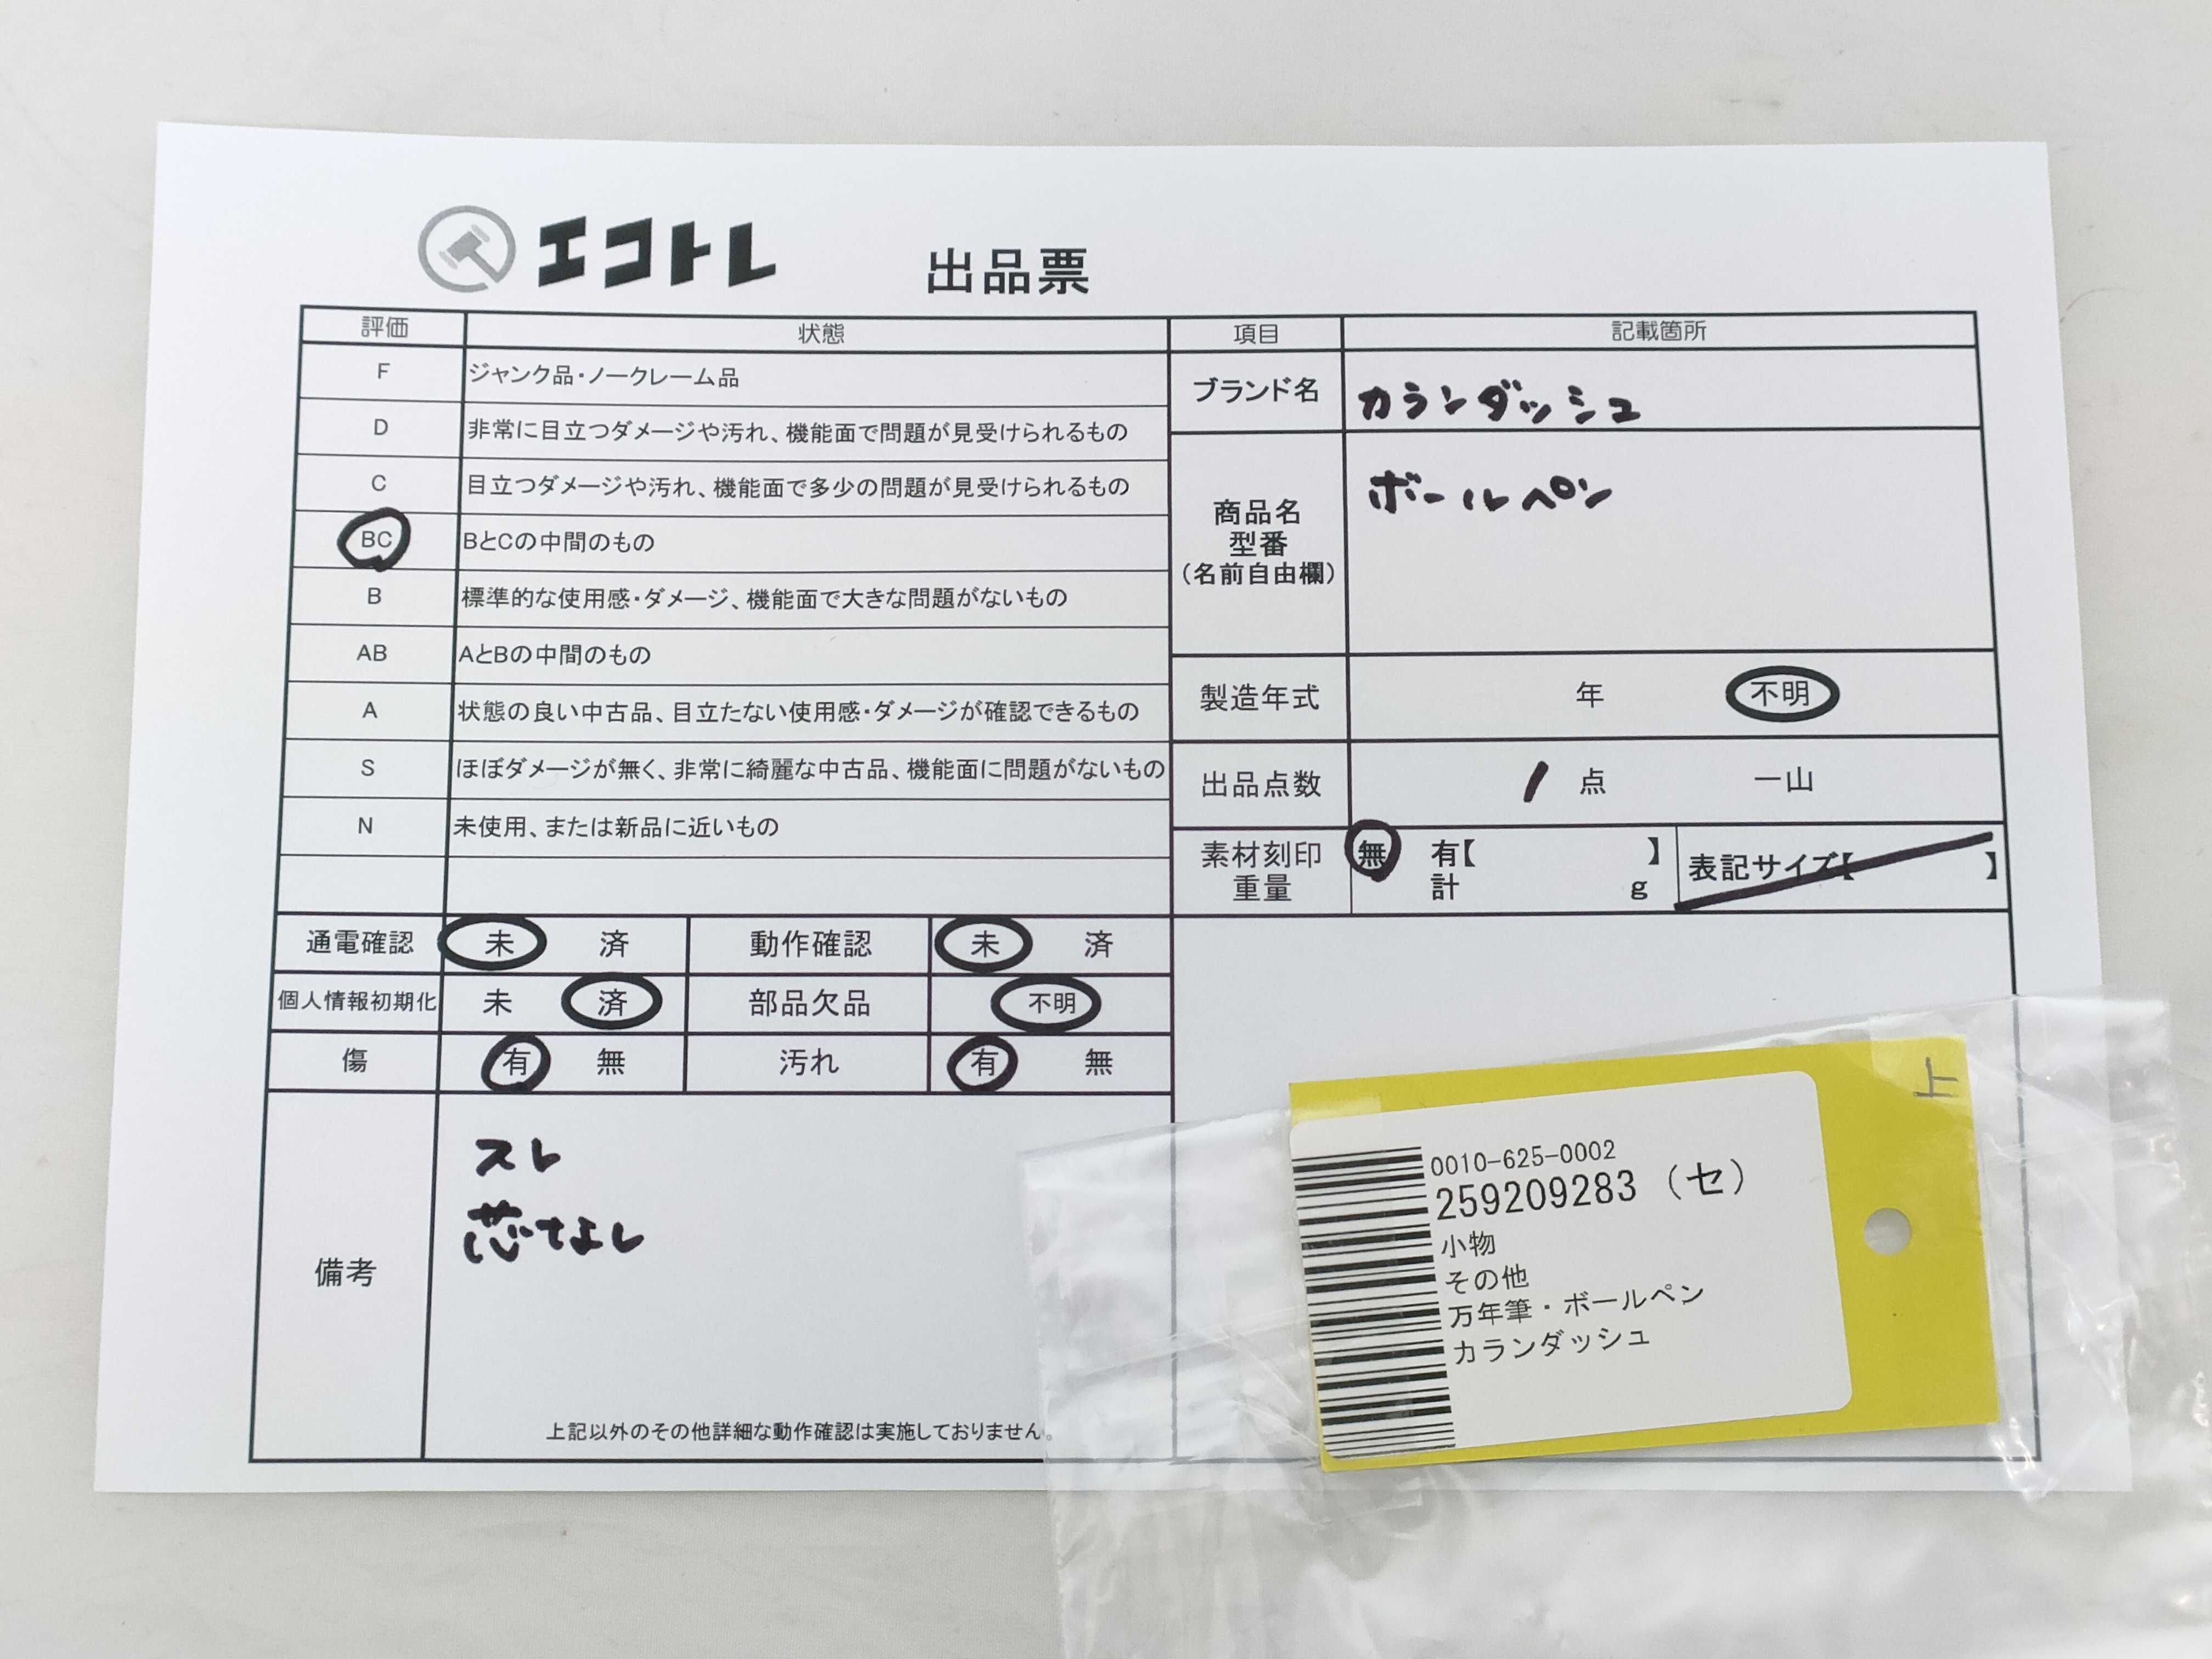 エコトレ 出品票
評価 状態 項目 記載箇所
F ジャンク品・ノークレーム品
D 非常に目立つダメージや汚れ、機能面で問題が見受けられるもの
C 目立つダメージや汚れ、機能面で多少の問題が見受けられるもの
BC BとCの中間のもの
B 標準的な使用感・ダメージ、機能面で大きな問題がないもの
AB AとBの中間のもの
A 状態の良い中古品、目立たない使用感・ダメージが確認できるもの
S ほぼダメージが無く、非常に綺麗な中古品、機能面に問題がないもの
N 未使用、または新品に近いもの
ブランド名 カランダッシュ
商品名 ボールペン
型番
（名前自由欄）
製造年式 年 不明
出品点数 1 点 一山
素材刻印 無 有【 】 表記サイズ【 】
重量 計 g
通電確認 未 済 動作確認 未 済
個人情報初期化 未 済 部品欠品 不明
傷 有 無 汚れ 有 無
備考
スレ
芯なし
上記以外のその他詳細な動作確認は実施しておりません。
上
0010-625-0002
259209283 （セ）
小物
その他
万年筆・ボールペン
カランダッシュ